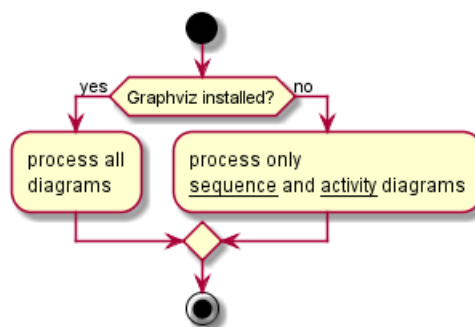 Graphviz installed?
yes
no
process all
diagrams
process only
sequence and activity diagrams